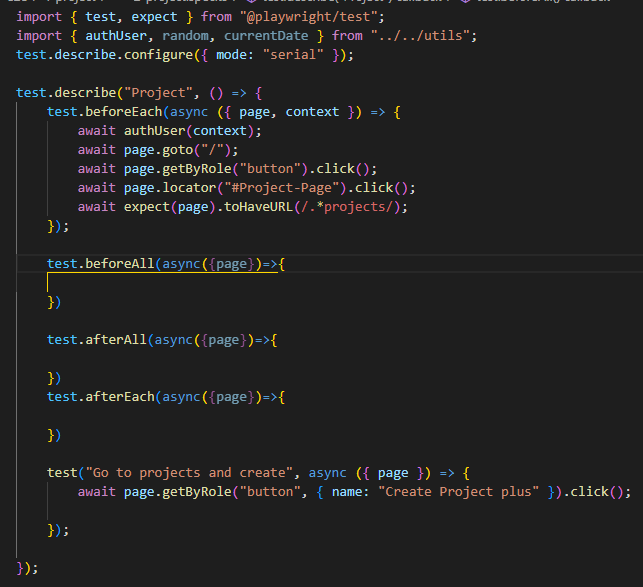 import { test, expect } from "@playwright/test";
import { authUser, random, currentDate } from "../../utils";
test.describe.configure({ mode: "serial" });
test.describe("Project", () => {
test.beforeEach(async ({ page, context }) => {
await authUser(context);
await page.goto("/");
await page.getByRole("button").click();
await page.locator("#Project-Page").click();
await expect(page).toHaveURL(/.*projects/);
});
test.beforeAll(async({page})=>{
})
test.afterAll(async({page})=>{
})
test.afterEach(async({page})=>{
})
test("Go to projects and create", async ({ page }) => {
await page.getByRole("button", { name: "Create Project plus" }).click();
});
});